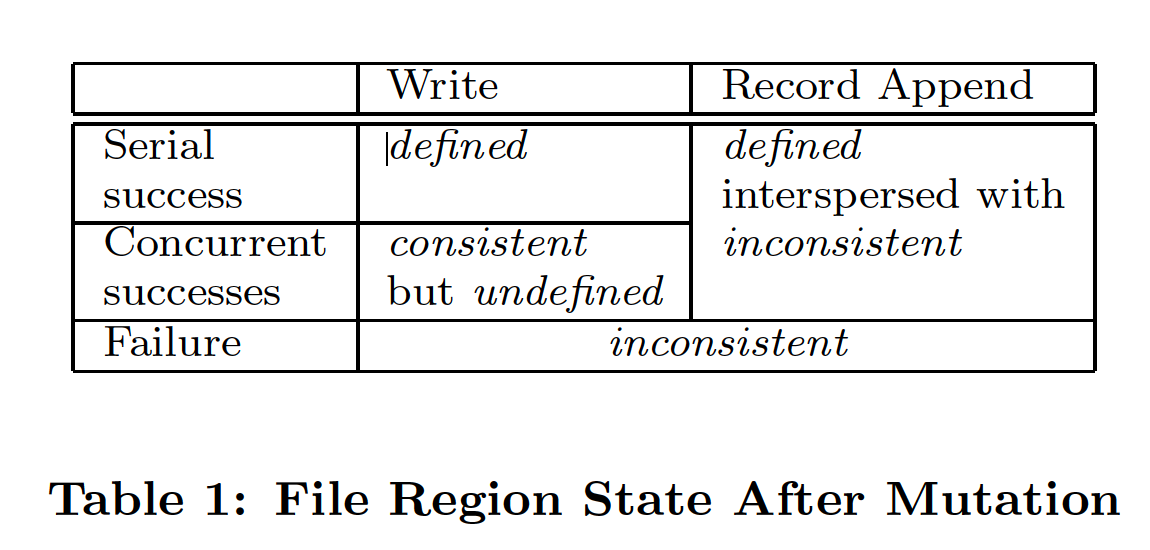 Write Record Append
Serial defined defined
success interspersed with
Concurrent consistent inconsistent
successes but undefined
Failure inconsistent
Table 1: File Region State After Mutation